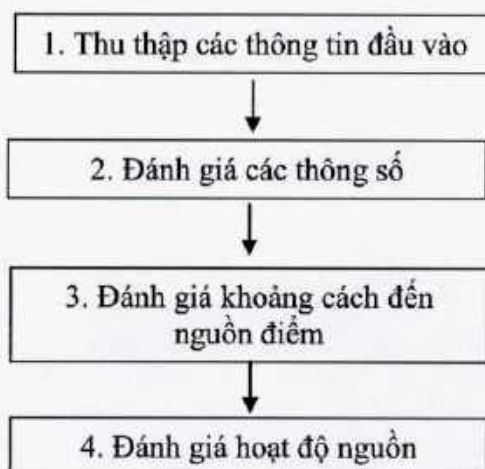 1. Thu thập các thông tin đầu vào
2. Đánh giá các thông số
3. Đánh giá khoảng cách đến
nguồn điểm
4. Đánh giá hoạt độ nguồn